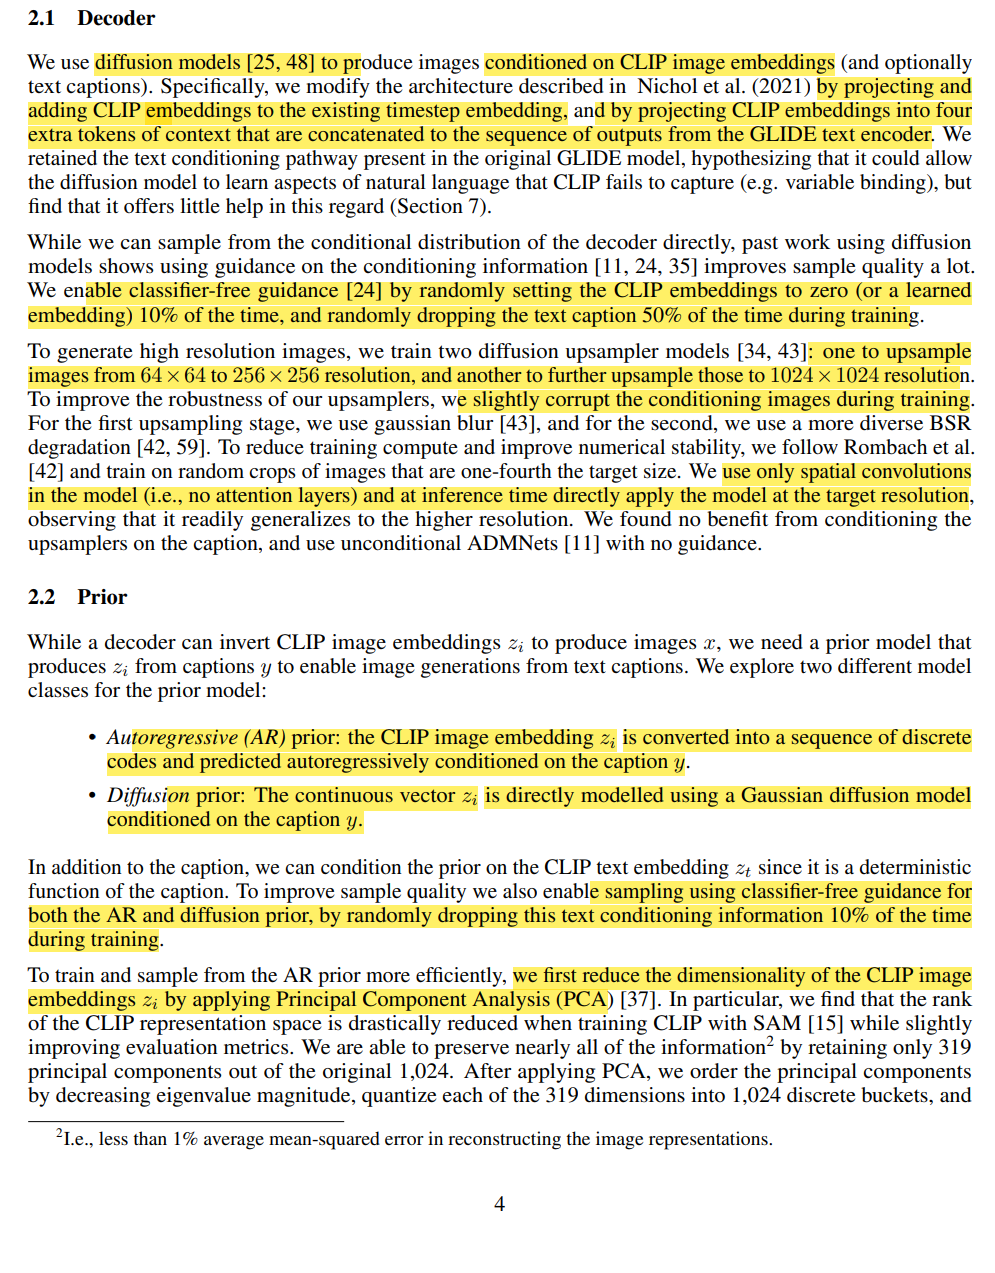 2.1 Decoder
We use diffusion models [25, 48] to produce images conditioned on CLIP image embeddings (and optionally
text captions). Specifically, we modify the architecture described in Nichol et al. (2021) by projecting and
adding CLIP embeddings to the existing timestep embedding, and by projecting CLIP embeddings into four
extra tokens of context that are concatenated to the sequence of outputs from the GLIDE text encoder. We
retained the text conditioning pathway present in the original GLIDE model, hypothesizing that it could allow
the diffusion model to learn aspects of natural language that CLIP fails to capture (e.g. variable binding), but
find that it offers little help in this regard (Section 7).
While we can sample from the conditional distribution of the decoder directly, past work using diffusion
models shows using guidance on the conditioning information [11, 24, 35] improves sample quality a lot.
We enable classifier-free guidance [24] by randomly setting the CLIP embeddings to zero (or a learned
embedding) 10% of the time, and randomly dropping the text caption 50% of the time during training.
To generate high resolution images, we train two diffusion upsampler models [34, 43]: one to upsample
images from 64 × 64 to 256 × 256 resolution, and another to further upsample those to 1024 × 1024 resolution.
To improve the robustness of our upsamplers, we slightly corrupt the conditioning images during training.
For the first upsampling stage, we use gaussian blur [43], and for the second, we use a more diverse BSR
degradation [42, 59]. To reduce training compute and improve numerical stability, we follow Rombach et al.
[42] and train on random crops of images that are one-fourth the target size. We use only spatial convolutions
in the model (i.e., no attention layers) and at inference time directly apply the model at the target resolution,
observing that it readily generalizes to the higher resolution. We found no benefit from conditioning the
upsamplers on the caption, and use unconditional ADMNets [11] with no guidance.
2.2 Prior
While a decoder can invert CLIP image embeddings zᵢ to produce images x, we need a prior model that
produces zᵢ from captions y to enable image generations from text captions. We explore two different model
classes for the prior model:
• Autoregressive (AR) prior: the CLIP image embedding zᵢ is converted into a sequence of discrete
codes and predicted autoregressively conditioned on the caption y.
• Diffusion prior: The continuous vector zᵢ is directly modelled using a Gaussian diffusion model
conditioned on the caption y.
In addition to the caption, we can condition the prior on the CLIP text embedding zₜ since it is a deterministic
function of the caption. To improve sample quality we also enable sampling using classifier-free guidance for
both the AR and diffusion prior, by randomly dropping this text conditioning information 10% of the time
during training.
To train and sample from the AR prior more efficiently, we first reduce the dimensionality of the CLIP image
embeddings zᵢ by applying Principal Component Analysis (PCA) [37]. In particular, we find that the rank
of the CLIP representation space is drastically reduced when training CLIP with SAM [15] while slightly
improving evaluation metrics. We are able to preserve nearly all of the information² by retaining only 319
principal components out of the original 1,024. After applying PCA, we order the principal components
by decreasing eigenvalue magnitude, quantize each of the 319 dimensions into 1,024 discrete buckets, and
²I.e., less than 1% average mean-squared error in reconstructing the image representations.
4